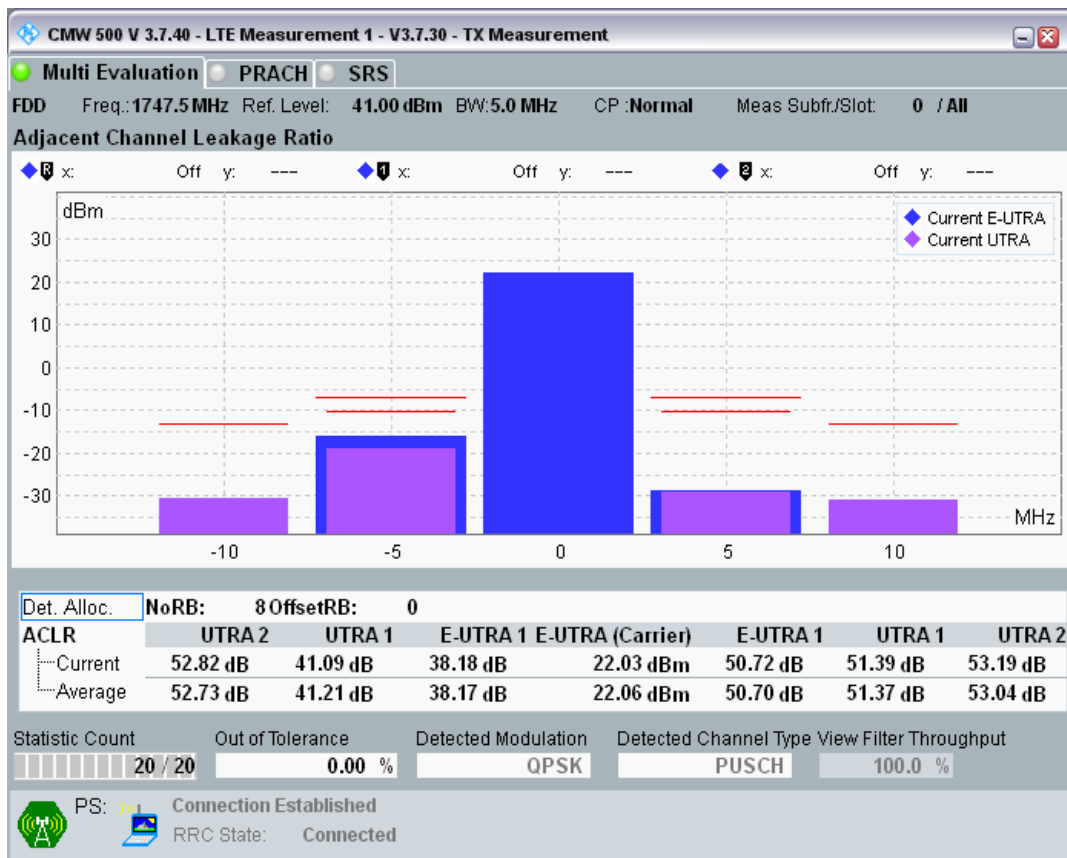 CMW 500 V 3.7.40 - LTE Measurement 1 - V3.7.30 - TX Measurement
Multi Evaluation PRACH SRS
FDD Freq.: 1747.5 MHz Ref. Level: 41.00 dBm BW: 5.0 MHz CP :Normal Meas Subfr./Slot: 0 / All
Adjacent Channel Leakage Ratio
R x: Off y: --- 1 x: Off y: --- 2 x: Off y: ---
dBm
Current E-UTRA
Current UTRA
30
20
10
0
-10
-20
-30
MHz
-10 -5 0 5 10
Det. Alloc. NoRB: 8 OffsetRB: 0
ACLR UTRA 2 UTRA 1 E-UTRA 1 E-UTRA (Carrier) E-UTRA 1 UTRA 1 UTRA 2
Current 52.82 dB 41.09 dB 38.18 dB 22.03 dBm 50.72 dB 51.39 dB 53.19 dB
Average 52.73 dB 41.21 dB 38.17 dB 22.06 dBm 50.70 dB 51.37 dB 53.04 dB
Statistic Count Out of Tolerance Detected Modulation Detected Channel Type View Filter Throughput
20 / 20 0.00 % QPSK PUSCH 100.0 %
PS: Connection Established
RRC State: Connected